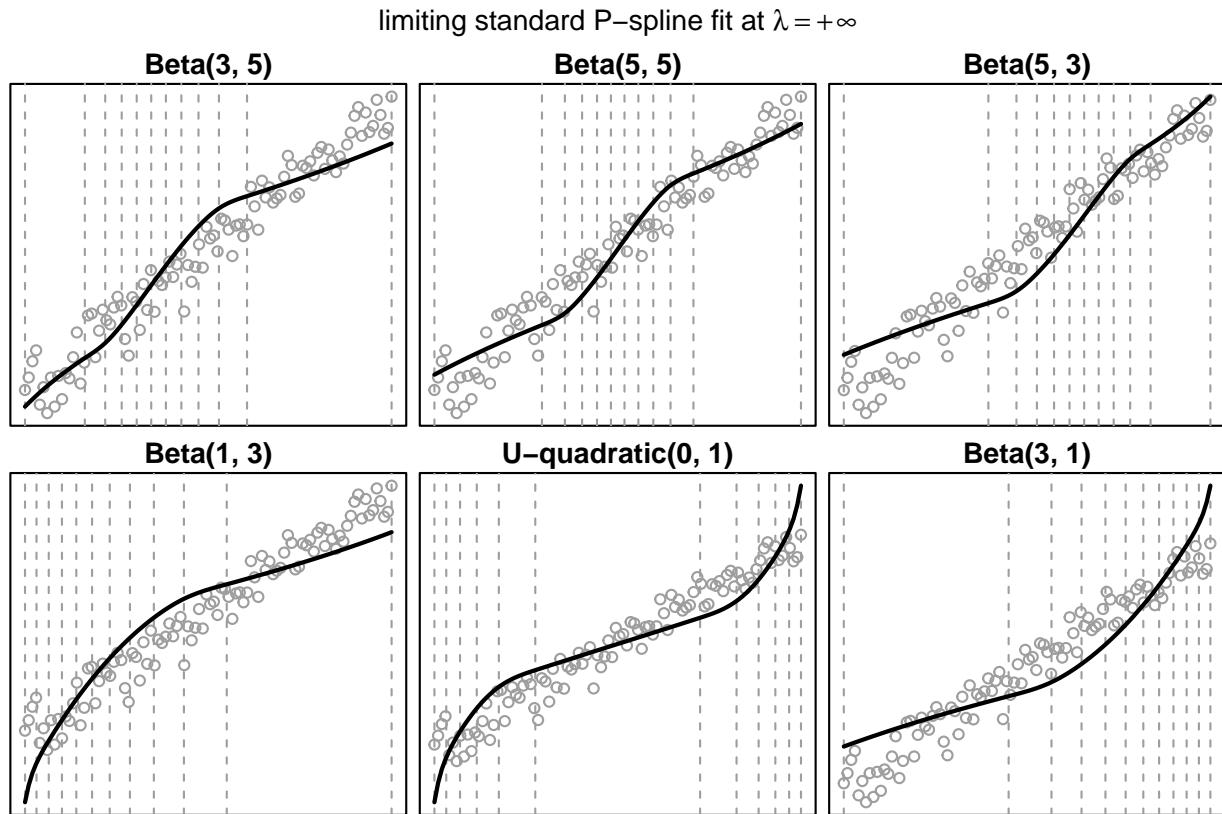 limiting standard P−spline fit at λ = +∞
Beta(3, 5)
Beta(5, 5)
Beta(5, 3)
Beta(1, 3)
U−quadratic(0, 1)
Beta(3, 1)